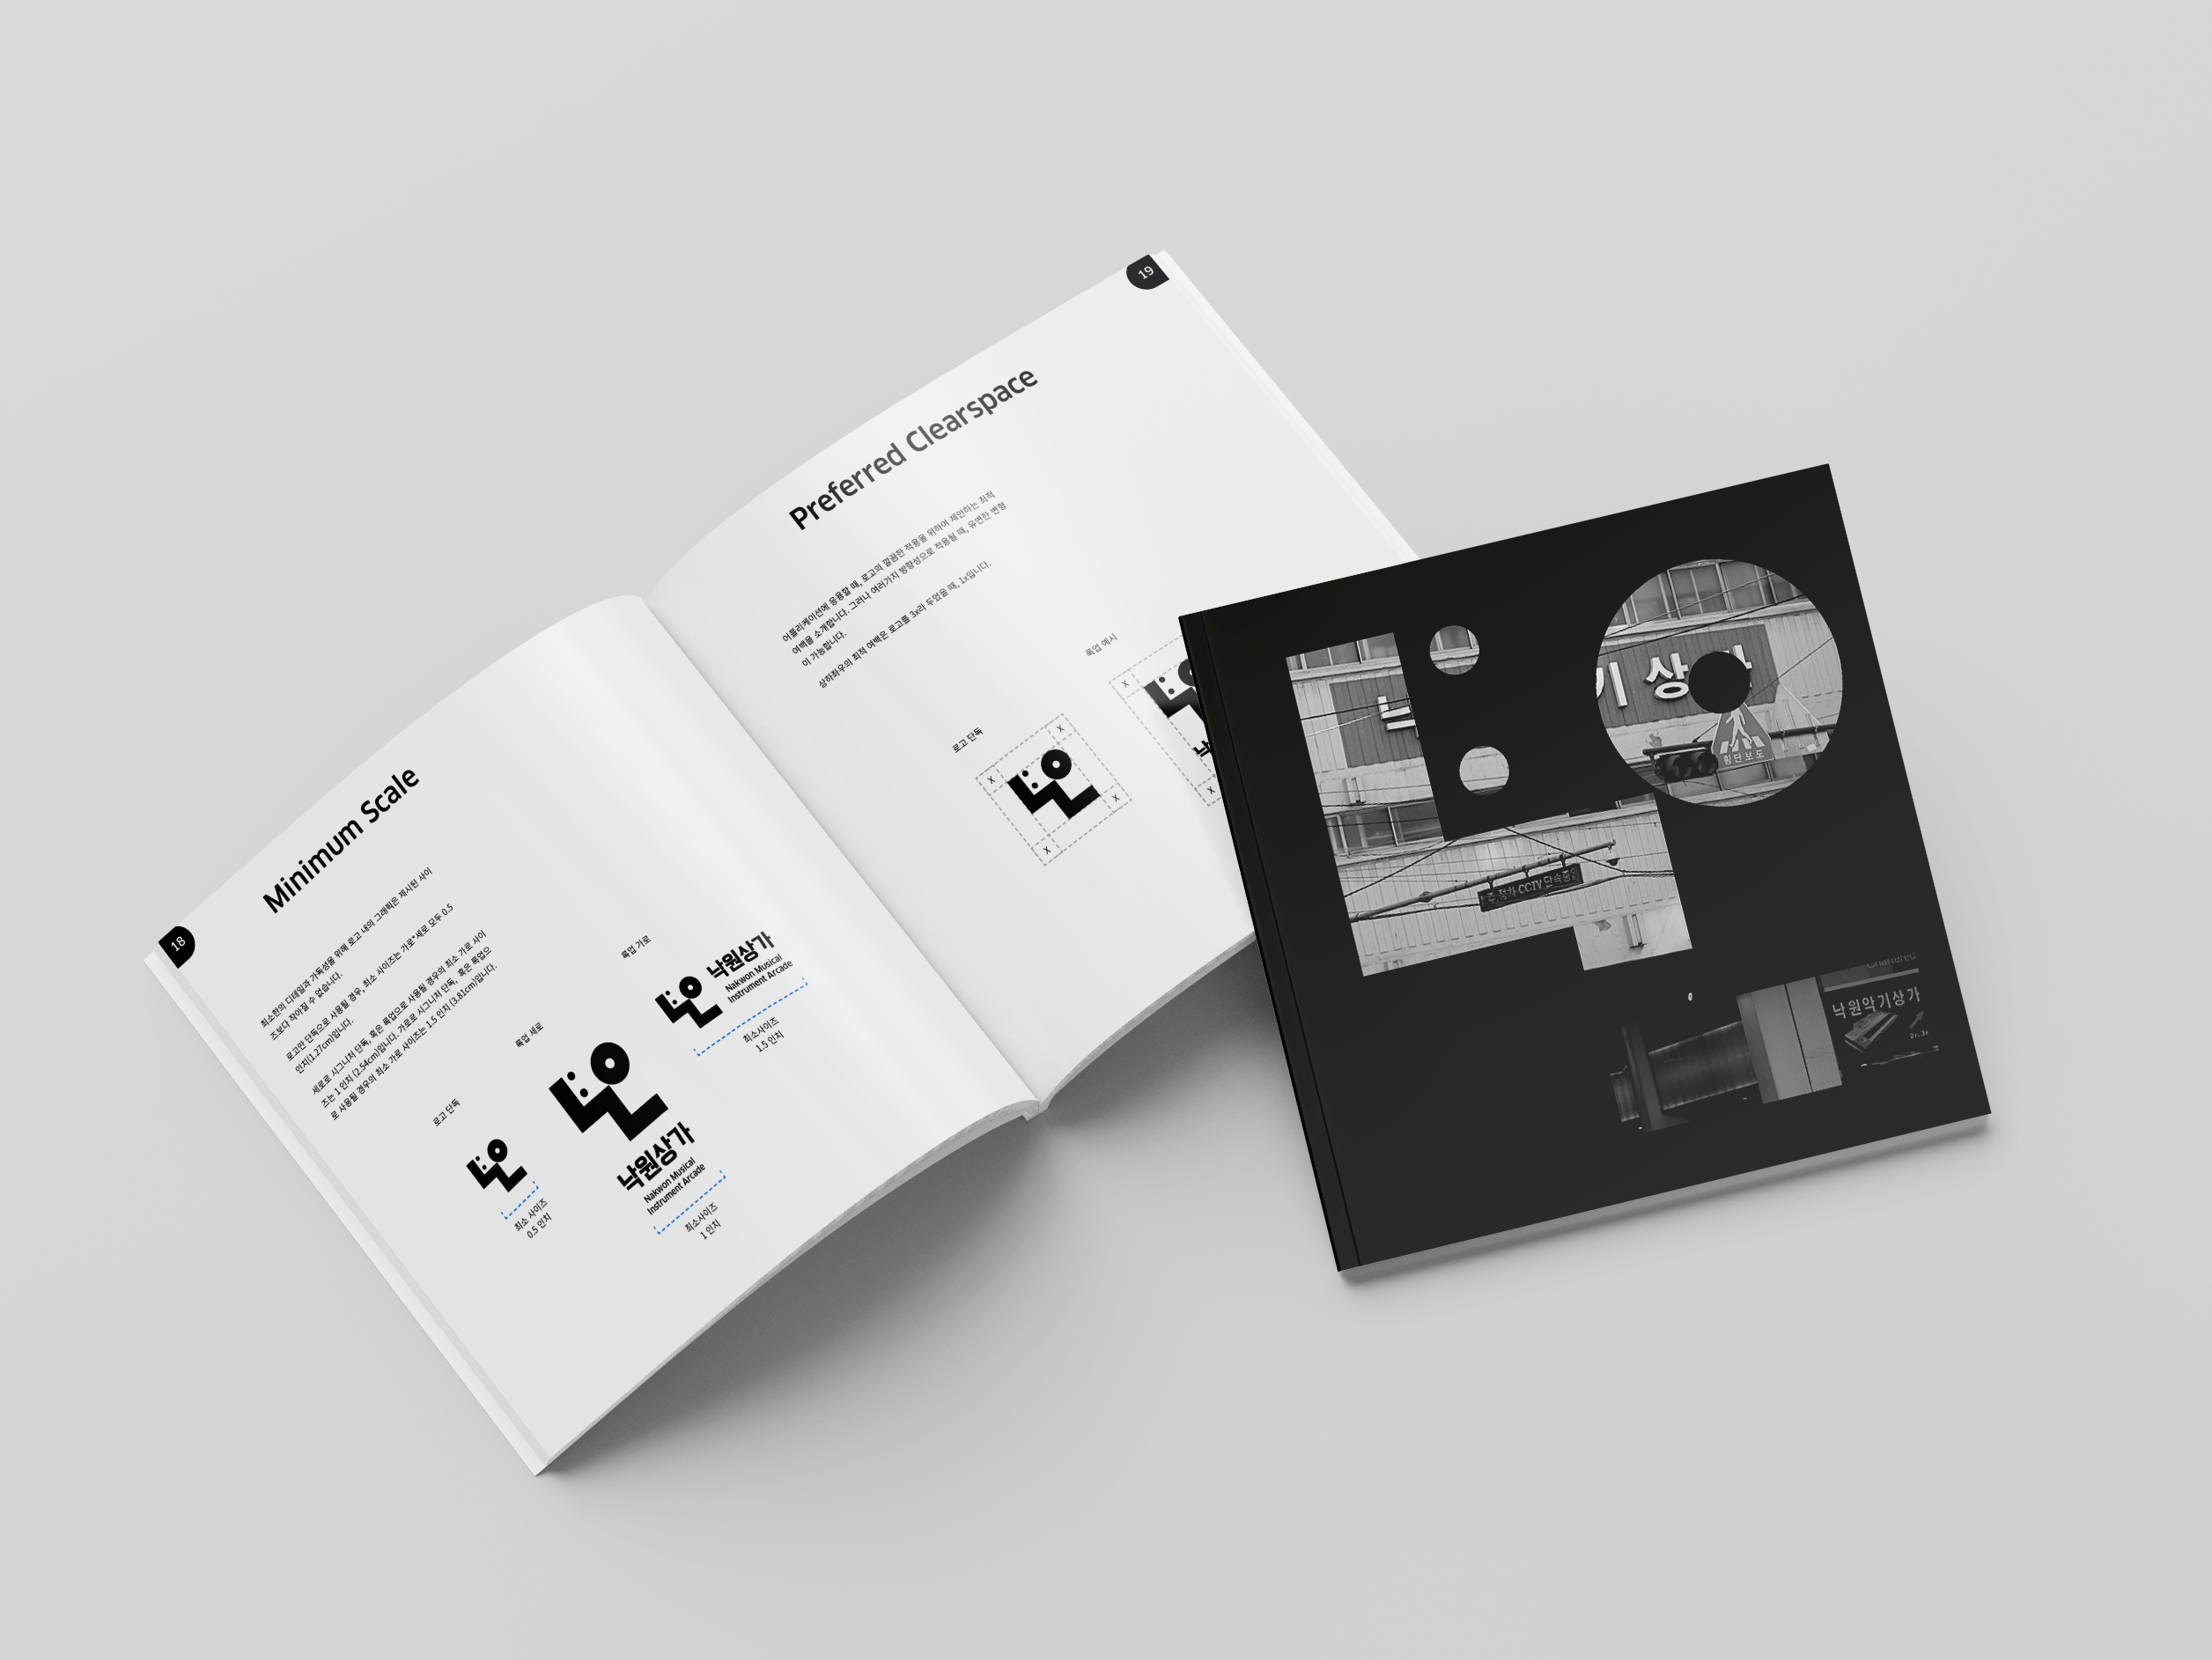 18
Minimum Scale
최소한의 디테일과 가독성을 위해 로고 내의 그래픽은 제시된 사이
즈보다 작아질 수 없습니다.
로고만 단독으로 사용될 경우, 최소 사이즈는 가로*세로 모두 0.5
인치(1.27cm)입니다.
세로로 시그니처 단독, 혹은 룩업으로 사용될 경우의 최소 가로 사이
즈는 1 인치 (2.54cm)입니다. 가로로 시그니처 단독, 혹은 룩업으
로 사용될 경우의 최소 가로 사이즈는 1.5 인치 (3.81cm)입니다.
로고 단독
최소 사이즈
0.5 인치
룩업 세로
낙원상가
Nakwon Musical
Instrument Arcade
최소사이즈
1 인치
룩업 가로
낙원상가
Nakwon Musical
Instrument Arcade
최소사이즈
1.5 인치
19
Preferred Clearspace
어플리케이션에 응용할 때, 로고의 깔끔한 적용을 위하여 제안하는 최적
여백을 소개합니다. 그러나 여러가지 방향성으로 적용될 때, 유연한 변형
이 가능합니다.
상하좌우의 최적 여백은 로고를 3x라 두었을 때, 1x입니다.
로고 단독
X
X
X
X
룩업 예시
X
X
기상
횡단보도
주정차 CCTV 단속중
Chartered
낙원악기상가
2F.3F